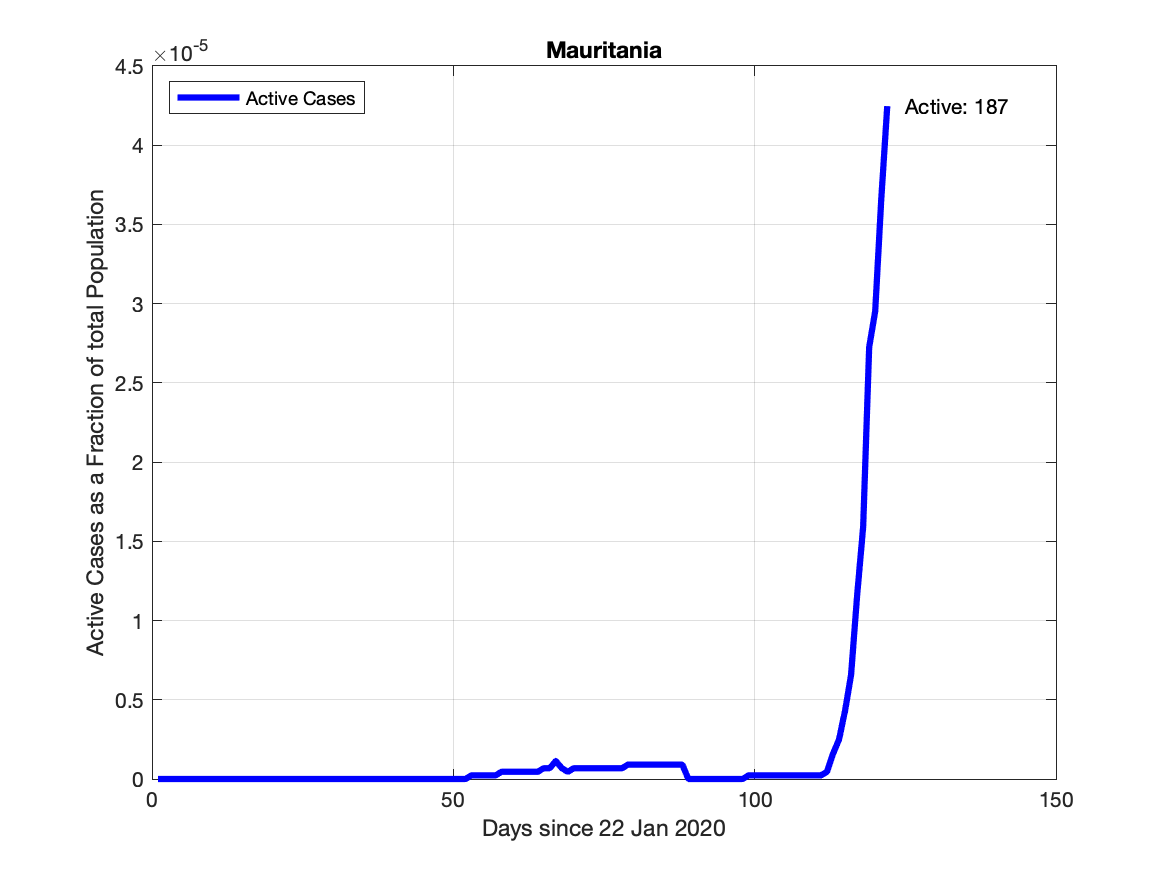 Mauritania
×10-5
Active Cases
Active: 187
4.5
4
3.5
3
2.5
2
1.5
1
0.5
0
Active Cases as a Fraction of total Population
0 50 100 150
Days since 22 Jan 2020